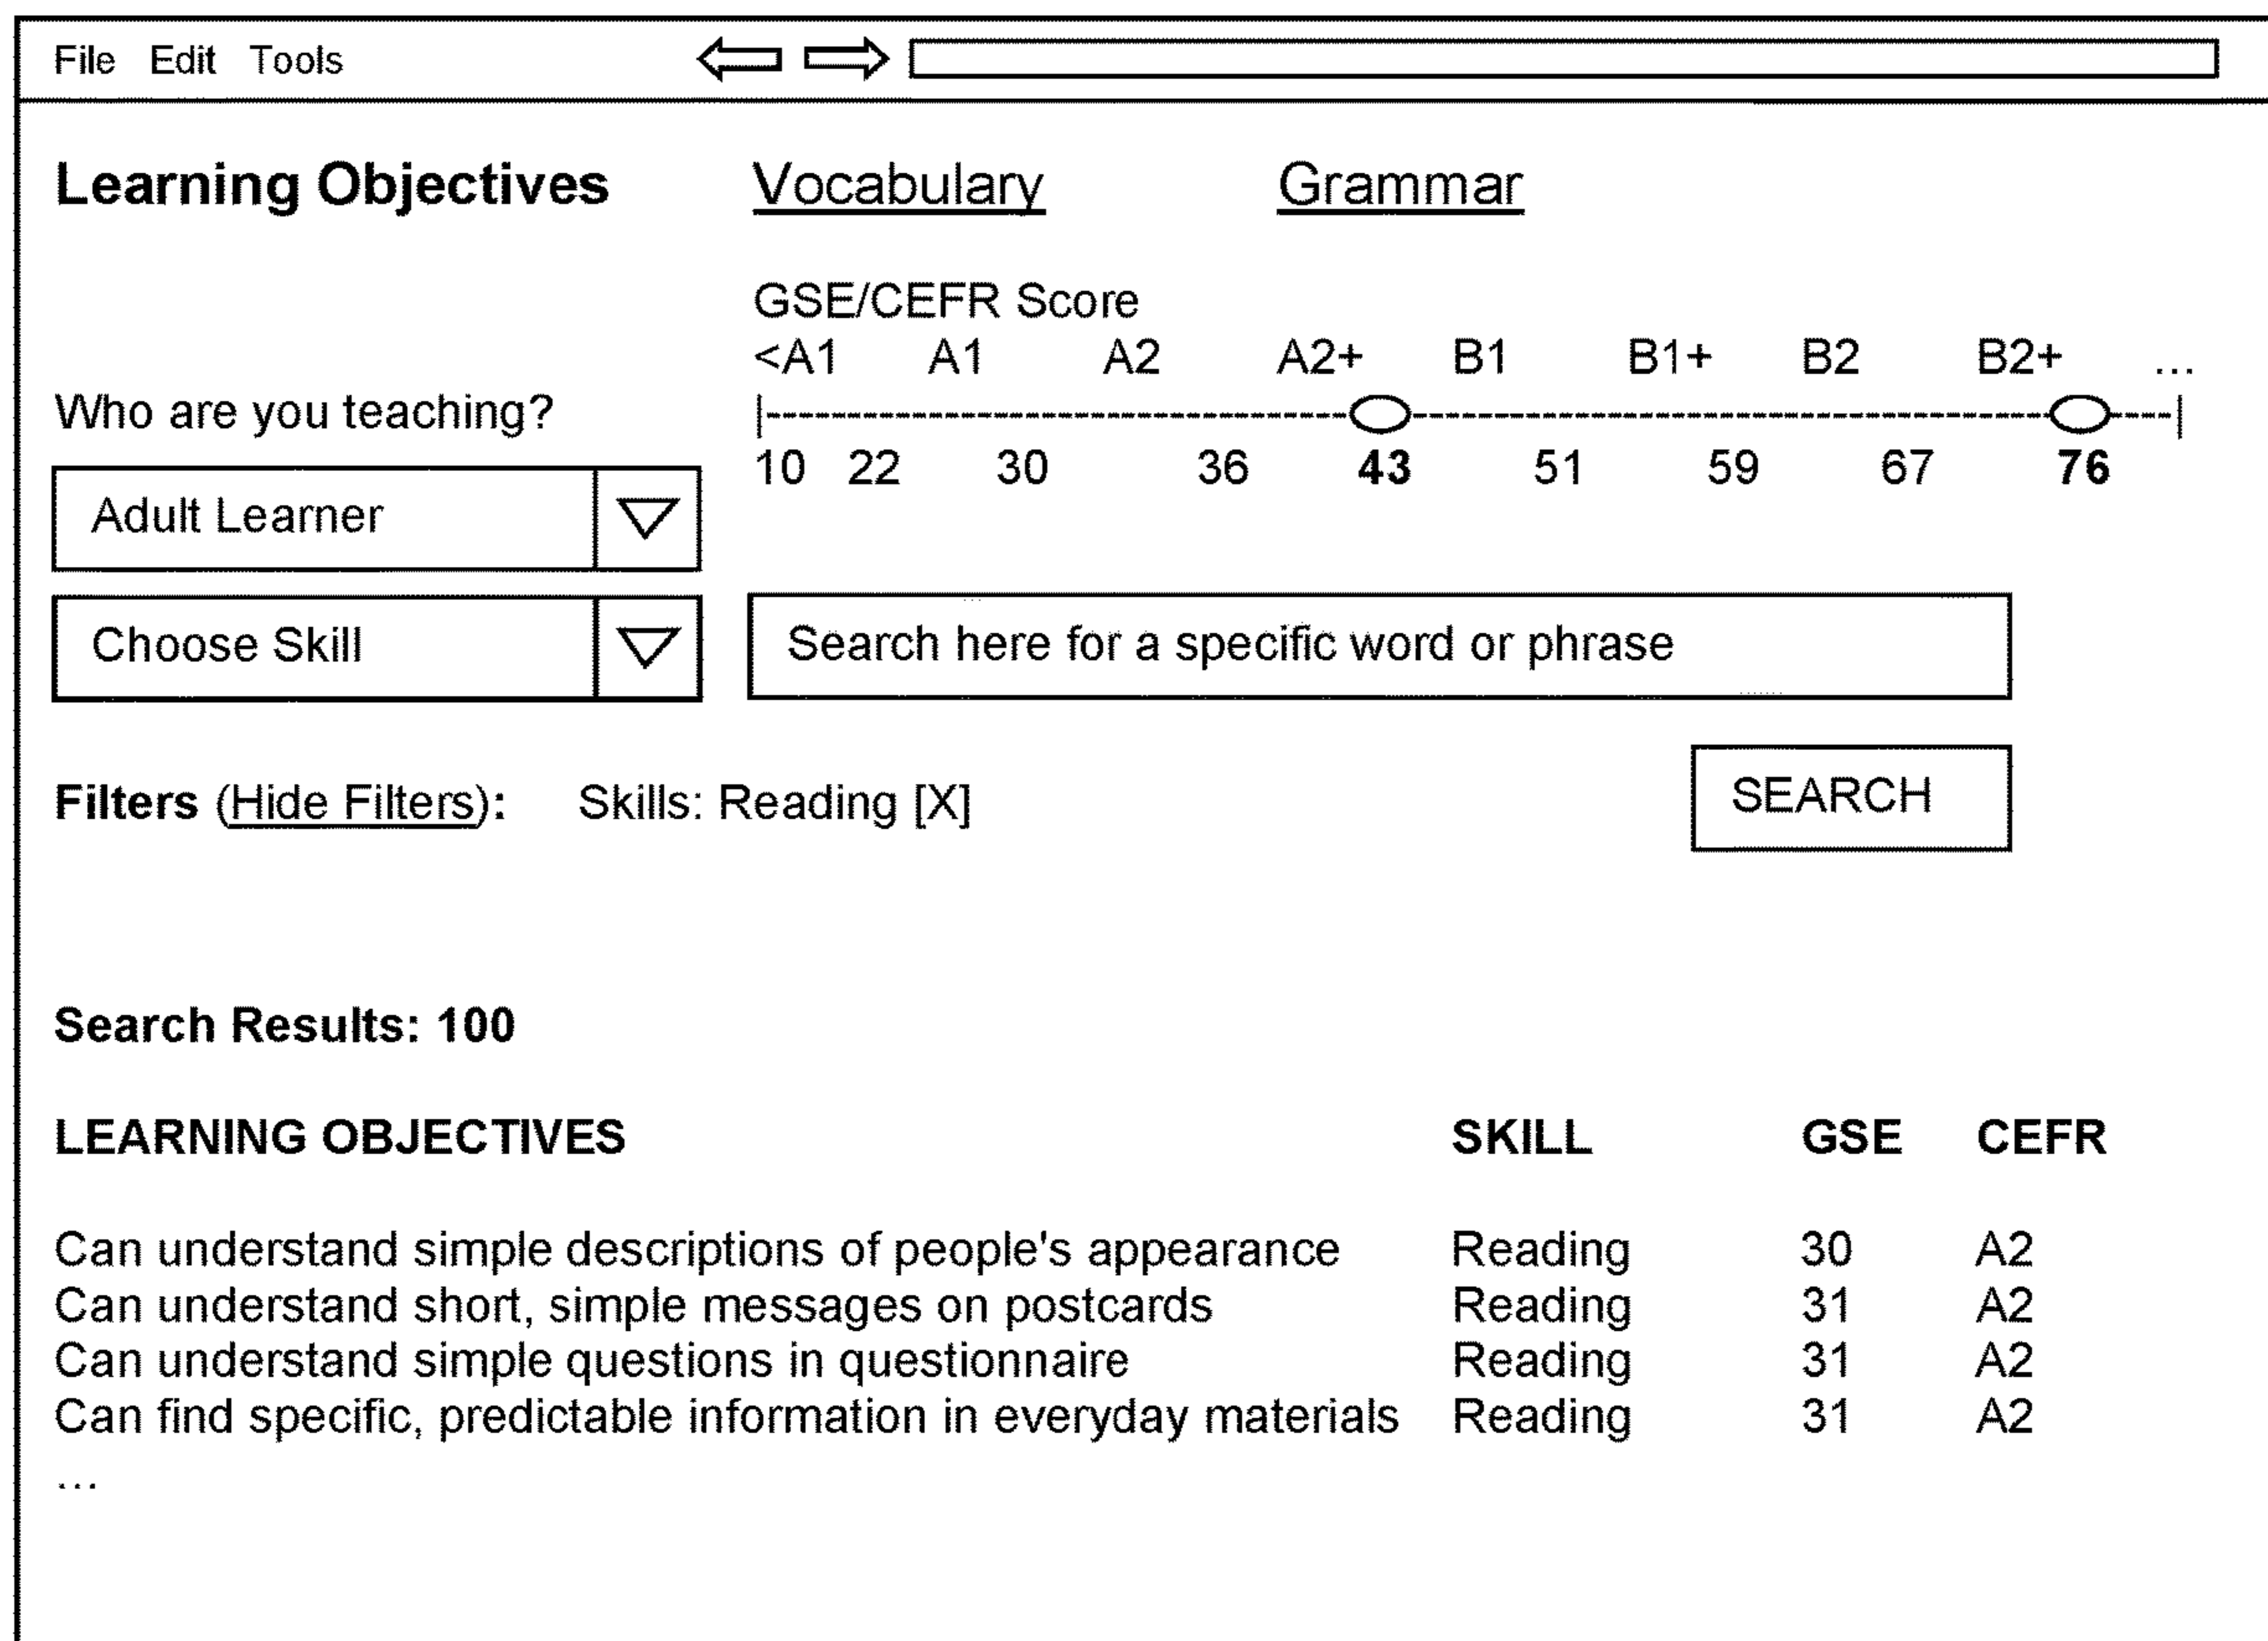 File Edit Tools
Learning Objectives Vocabulary Grammar
GSE/CEFR Score
<A1 A1 A2 A2+ B1 B1+ B2 B2+ ...
Who are you teaching?
10 22 30 36 43 51 59 67 76
Adult Learner
Choose Skill Search here for a specific word or phrase
Filters (Hide Filters): Skills: Reading [X] SEARCH
Search Results: 100
LEARNING OBJECTIVES SKILL GSE CEFR
Can understand simple descriptions of people's appearance Reading 30 A2
Can understand short, simple messages on postcards Reading 31 A2
Can understand simple questions in questionnaire Reading 31 A2
Can find specific, predictable information in everyday materials Reading 31 A2
...